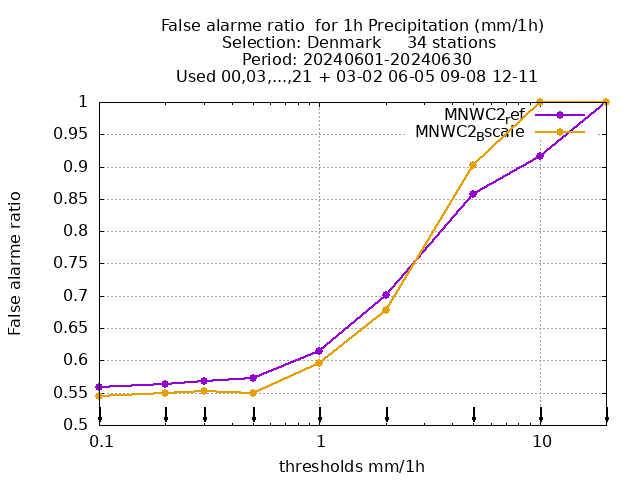 False alarme ratio  for 1h Precipitation (mm/1h)
Selection: Denmark     34 stations
Period: 20240601-20240630
Used 00,03,...,21 + 03-02 06-05 09-08 12-11
MNWC2ref
MNWC2Bscale
1
0.95
0.9
0.85
0.8
0.75
0.7
0.65
0.6
0.55
0.5
False alarme ratio
0.1
1
10
thresholds mm/1h